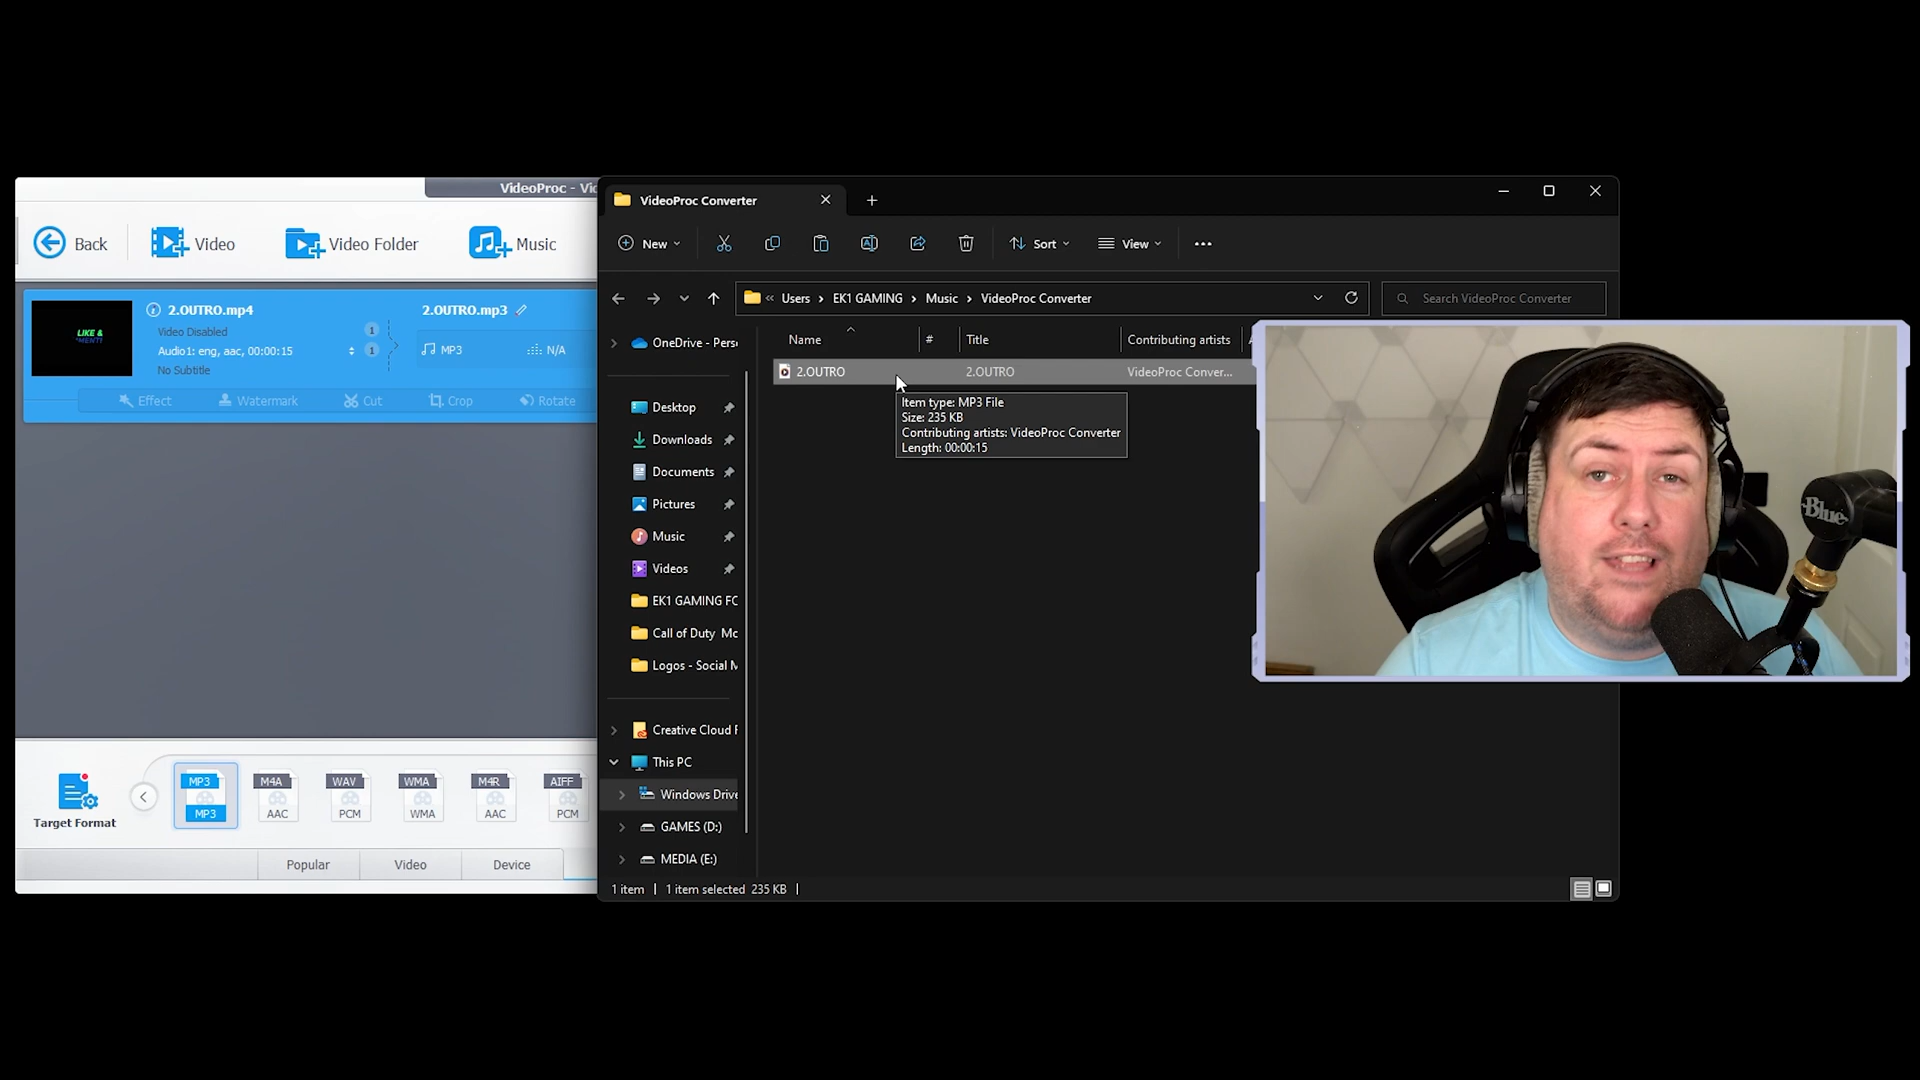 VideoProc - Vi
Back
Video
Video Folder
Music
2.OUTRO.mp4
Video Disabled
1
Audio1: eng, aac, 00:00:15
1
No Subtitle
LIKE &
2.OUTRO.mp3
MP3
N/A
Effect
Watermark
Cut
Crop
Rotate
Target Format
MP3
MP3
M4A
AAC
WAV
PCM
WMA
WMA
M4R
AAC
AIFF
PCM
Popular
Video
Device
VideoProc Converter
New
Sort
View
« Users > EK1 GAMING > Music > VideoProc Converter
Search VideoProc Converter
Name
#
Title
Contributing artists
2.OUTRO
2.OUTRO
VideoProc Conver...
Item type: MP3 File
Size: 235 KB
Contributing artists: VideoProc Converter
Length: 00:00:15
OneDrive - Pers
Desktop
Downloads
Documents
Pictures
Music
Videos
EK1 GAMING FO
Call of Duty Mo
Logos - Social M
Creative Cloud F
This PC
Windows Drive
GAMES (D:)
MEDIA (E:)
1 item
1 item selected 235 KB
Blue